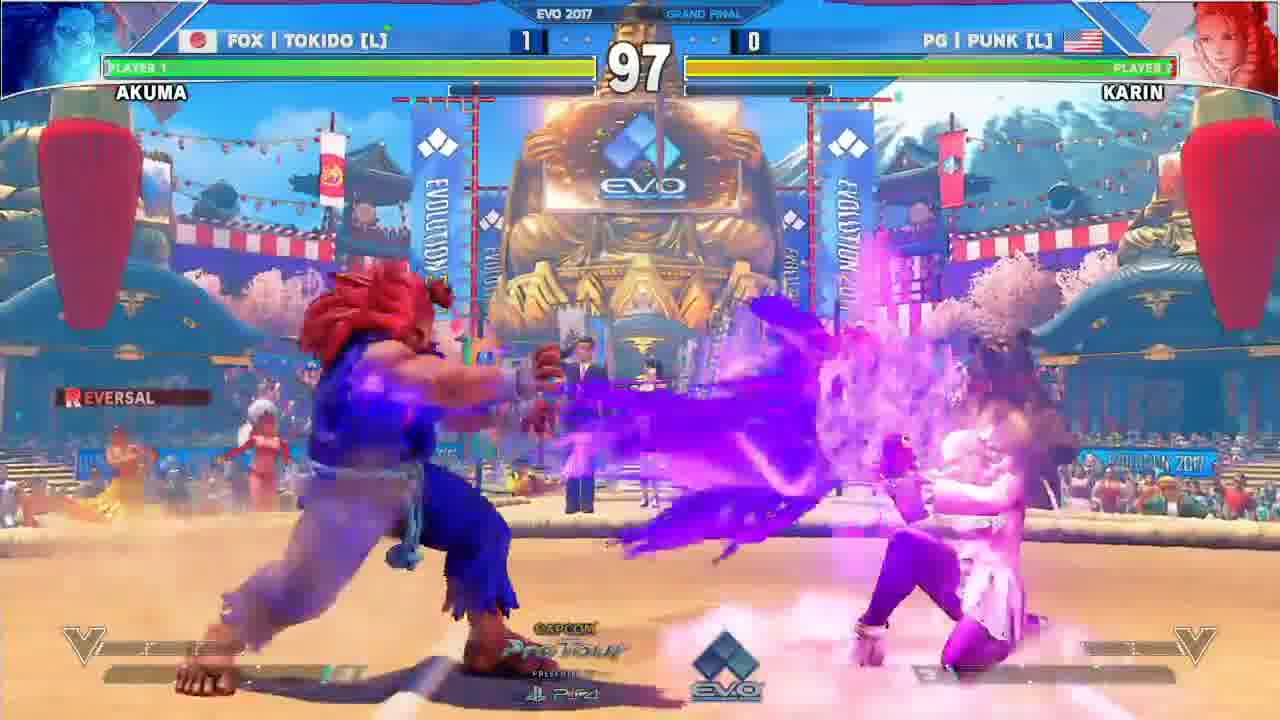 EVO 2017 GRAND FINAL
FOX | TOKIDO [L] 1 97 0 PG | PUNK [L]
PLAYER 1 PLAYER 2
AKUMA KARIN
EVO
EVOLUTION
EVOLUTION 2017
REVERSAL
EVOLUTION 2017
V V
CAPCOM
PRO TOUR
PRESENTED
PS4
EVO